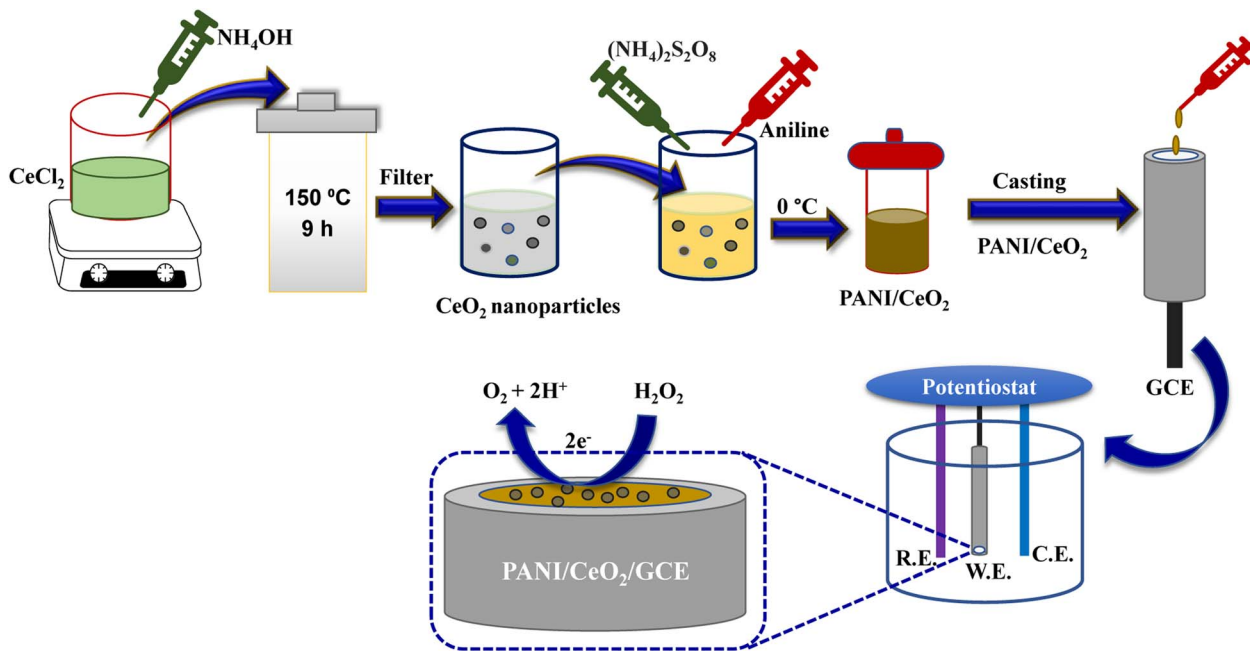 NH₄OH
CeCl₂
150 ºC
9 h
Filter
CeO₂ nanoparticles
(NH₄)₂S₂O₈
Aniline
0 °C
PANI/CeO₂
Casting
PANI/CeO₂
GCE
Potentiostat
R.E.
W.E.
C.E.
O₂ + 2H⁺
H₂O₂
2e⁻
PANI/CeO₂/GCE